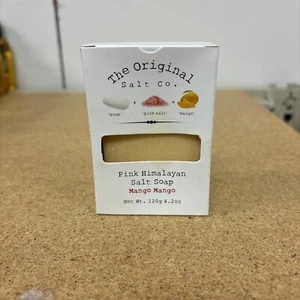 The Original
Salt Co.
+ +
"soap" "pink salt" "mango"
Pink Himalayan
Salt Soap
Mango Mango
Net Wt. 120g 4.2oz